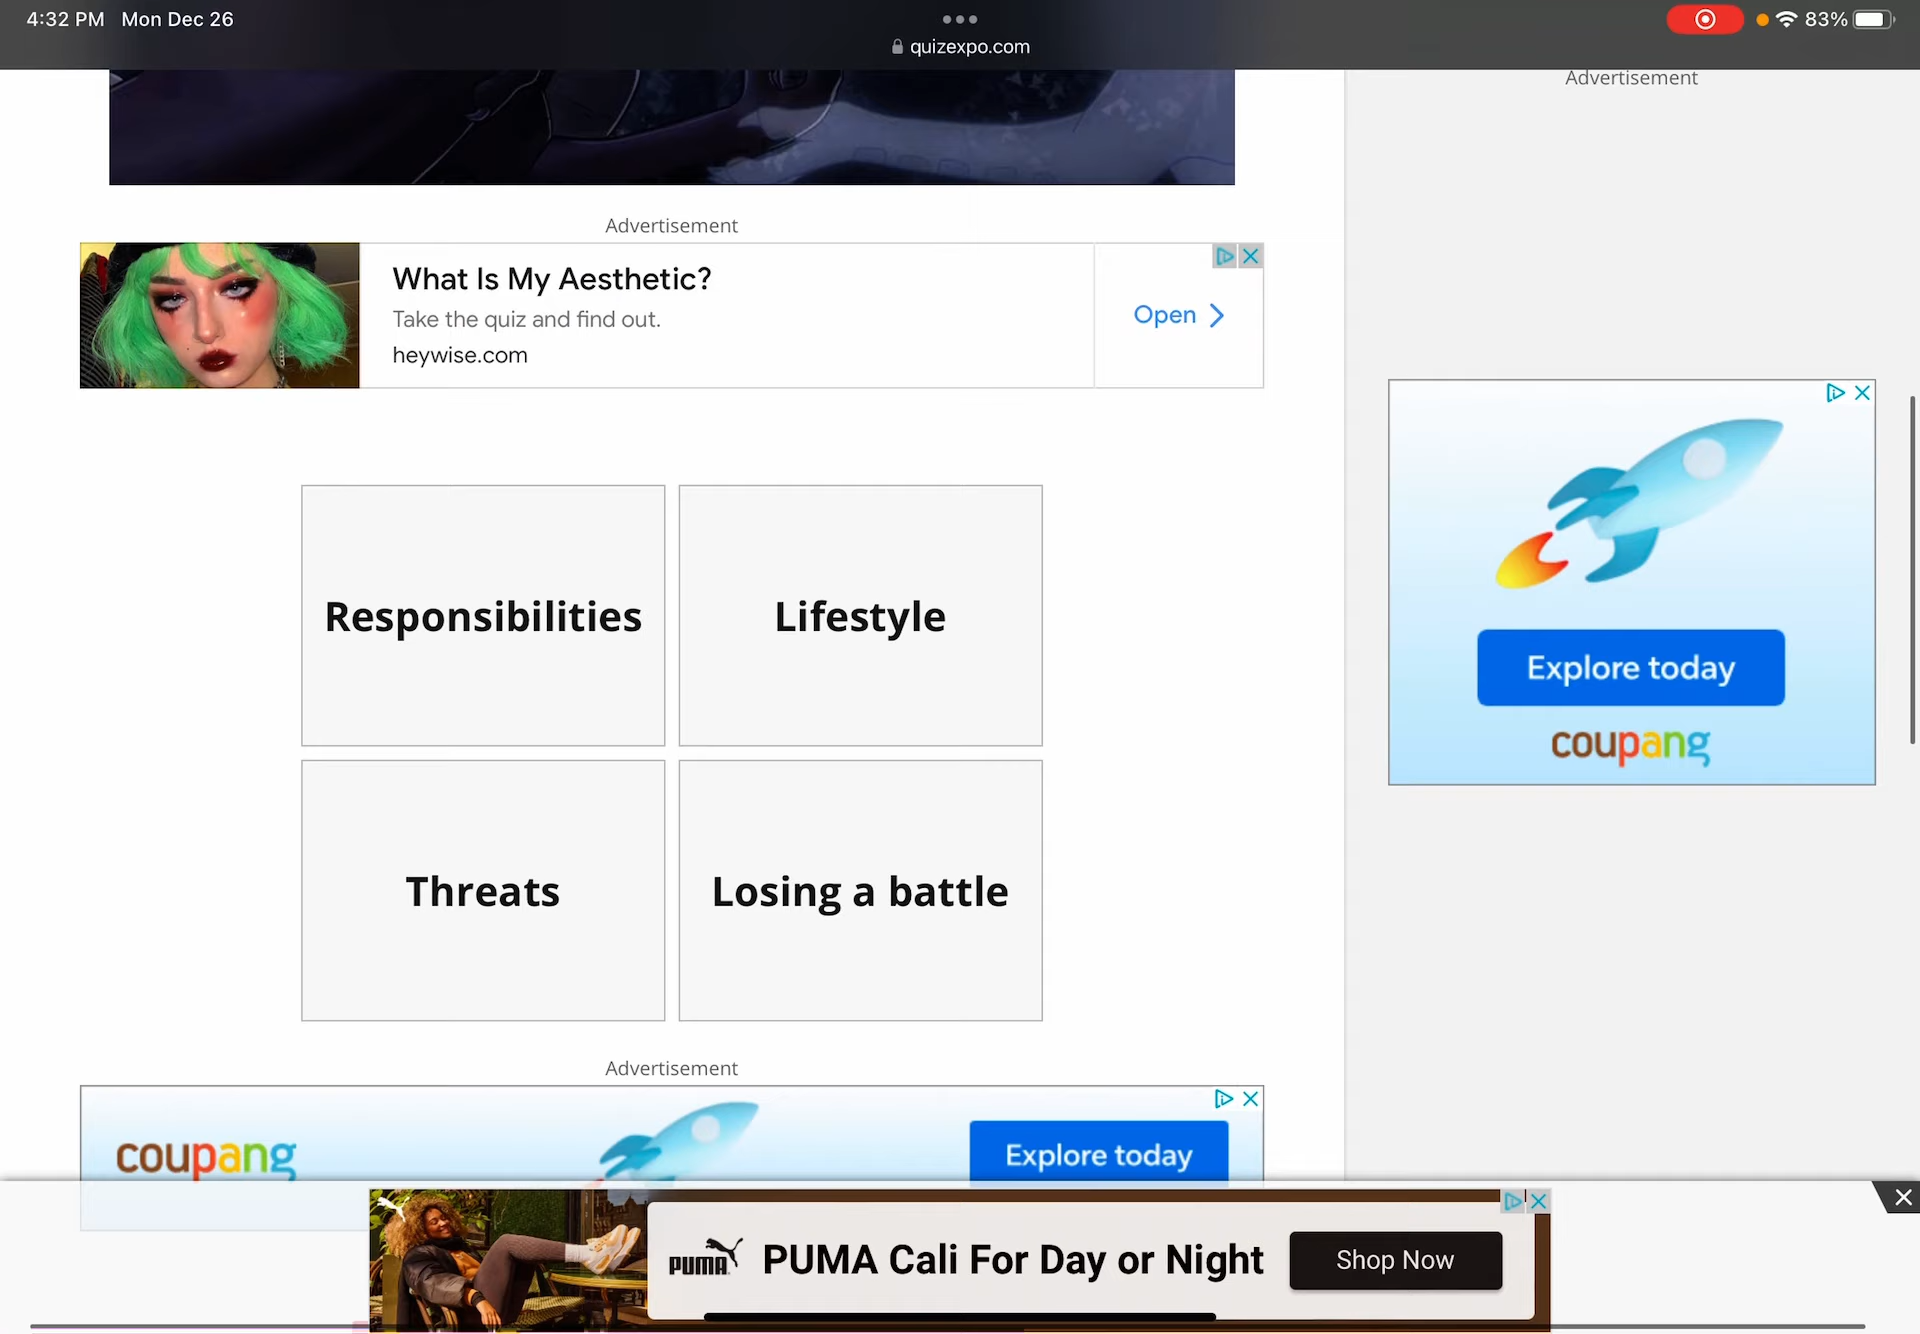 4:32 PM Mon Dec 26
quizexpo.com
83%
Advertisement
Advertisement
What Is My Aesthetic?
Take the quiz and find out.
heywise.com
Open
Responsibilities
Lifestyle
Explore today
coupang
Threats
Losing a battle
Advertisement
coupang
Explore today
PUMA
PUMA Cali For Day or Night
Shop Now